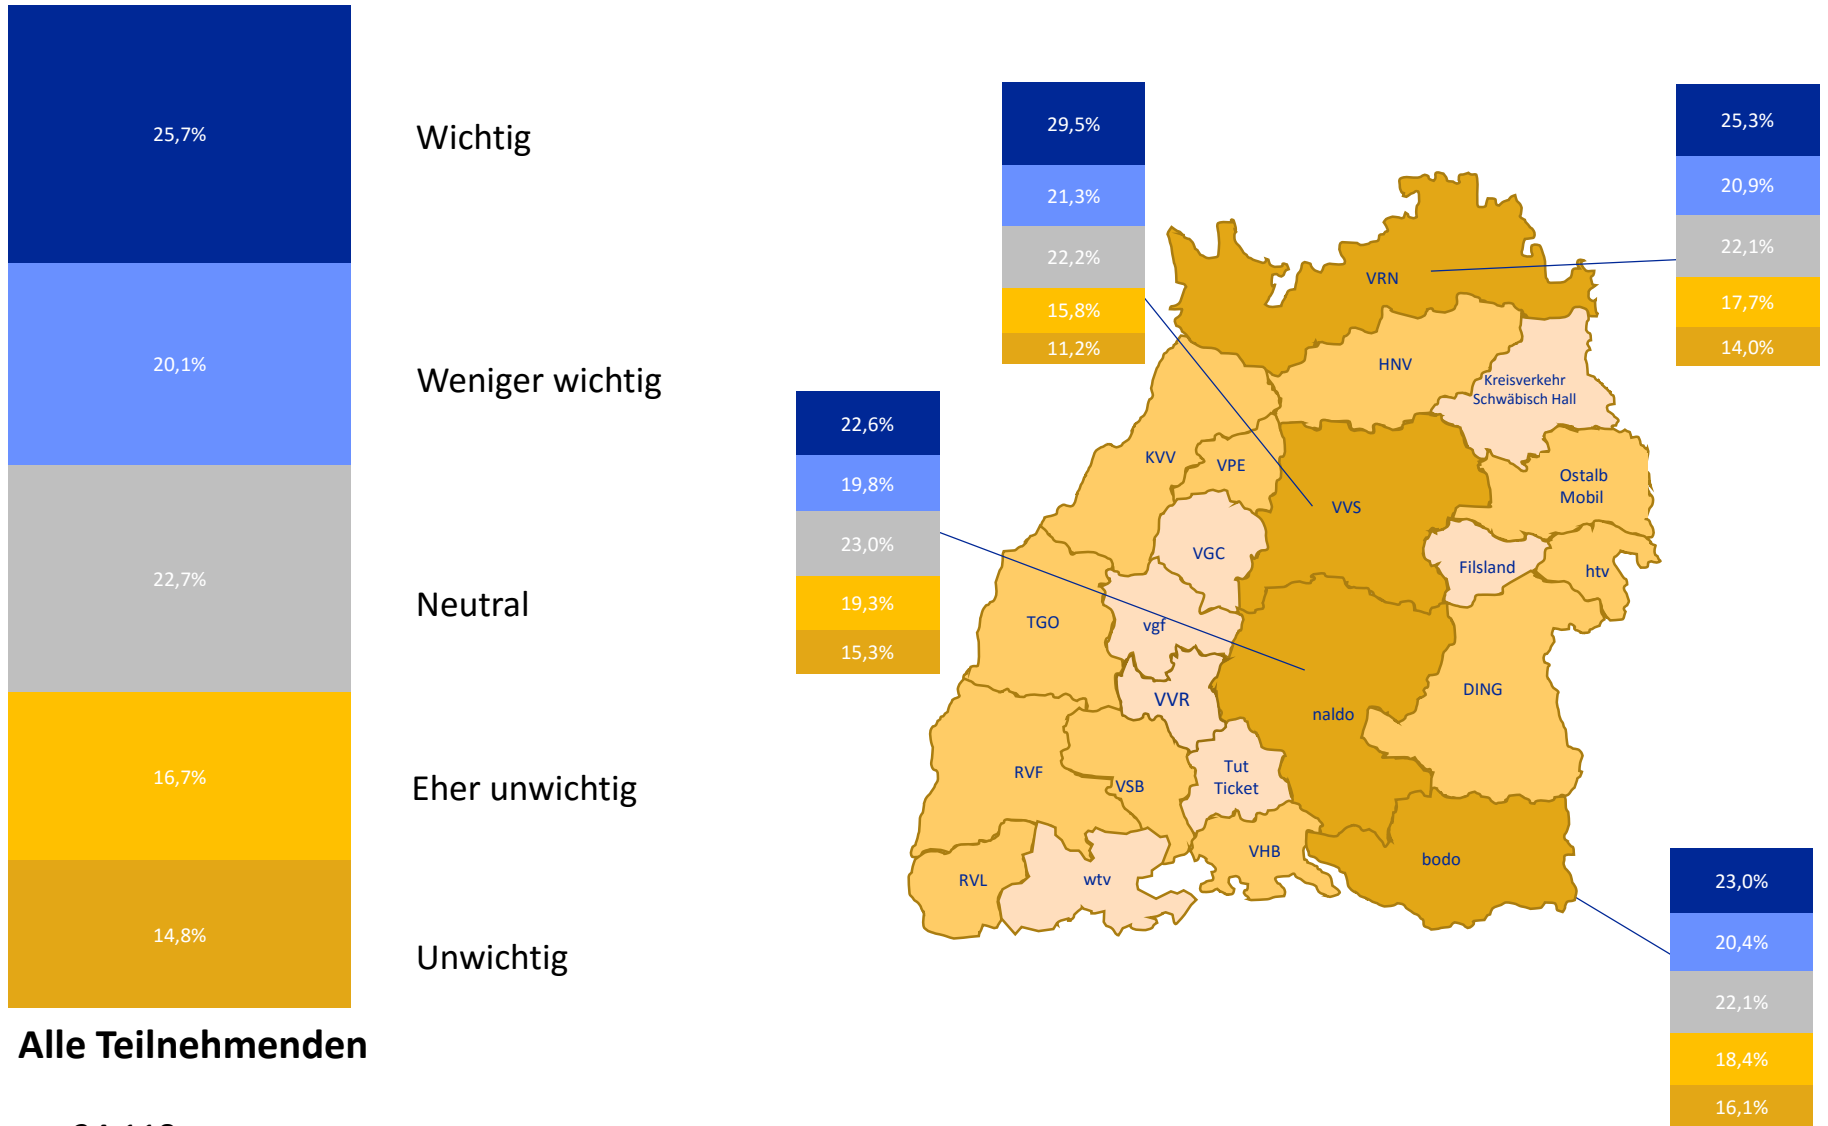 25,7%
Wichtig
20,1%
Weniger wichtig
22,7%
Neutral
16,7%
Eher unwichtig
14,8%
Unwichtig
Alle Teilnehmenden
29,5%
21,3%
22,2%
15,8%
11,2%
25,3%
20,9%
22,1%
17,7%
14,0%
22,6%
19,8%
23,0%
19,3%
15,3%
23,0%
20,4%
22,1%
18,4%
16,1%
VRN
HNV
Kreisverkehr
Schwäbisch Hall
KVV
VPE
Ostalb
Mobil
VVS
VGC
Filsland
htv
TGO
vgf
DING
VVR
naldo
RVF
VSB
Tut
Ticket
VHB
bodo
RVL
wtv